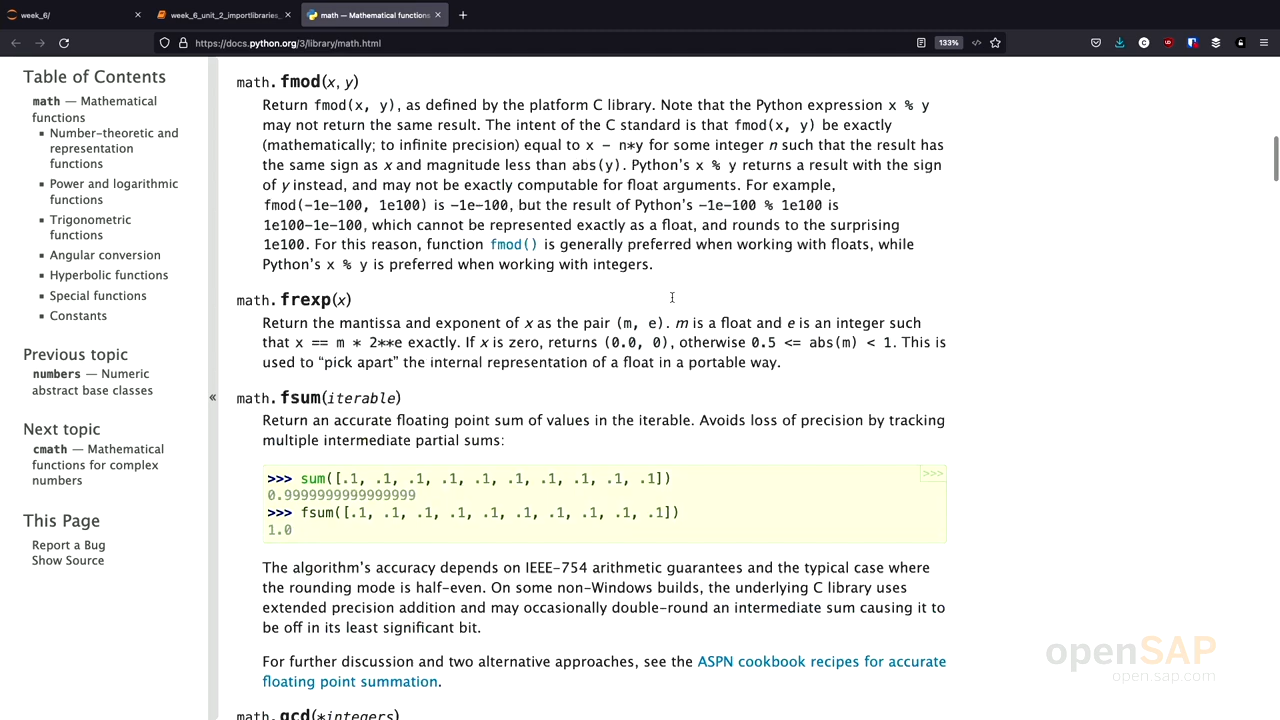 week_6/
week_6_unit_2_importlibraries_
math — Mathematical functions
https://docs.python.org/3/library/math.html
133%
Table of Contents
math — Mathematical
functions
Number-theoretic and
representation
functions
Power and logarithmic
functions
Trigonometric
functions
Angular conversion
Hyperbolic functions
Special functions
Constants
Previous topic
numbers — Numeric
abstract base classes
Next topic
cmath — Mathematical
functions for complex
numbers
This Page
Report a Bug
Show Source
«
math.fmod(x, y)
Return fmod(x, y), as defined by the platform C library. Note that the Python expression x % y
may not return the same result. The intent of the C standard is that fmod(x, y) be exactly
(mathematically; to infinite precision) equal to x - n*y for some integer n such that the result has
the same sign as x and magnitude less than abs(y). Python’s x % y returns a result with the sign
of y instead, and may not be exactly computable for float arguments. For example,
fmod(-1e-100, 1e100) is -1e-100, but the result of Python’s -1e-100 % 1e100 is
1e100-1e-100, which cannot be represented exactly as a float, and rounds to the surprising
1e100. For this reason, function fmod() is generally preferred when working with floats, while
Python’s x % y is preferred when working with integers.
math.frexp(x)
Return the mantissa and exponent of x as the pair (m, e). m is a float and e is an integer such
that x == m * 2**e exactly. If x is zero, returns (0.0, 0), otherwise 0.5 <= abs(m) < 1. This is
used to “pick apart” the internal representation of a float in a portable way.
math.fsum(iterable)
Return an accurate floating point sum of values in the iterable. Avoids loss of precision by tracking
multiple intermediate partial sums:
>>> sum([.1, .1, .1, .1, .1, .1, .1, .1, .1, .1])
0.9999999999999999
>>> fsum([.1, .1, .1, .1, .1, .1, .1, .1, .1, .1])
1.0
>>>
The algorithm’s accuracy depends on IEEE-754 arithmetic guarantees and the typical case where
the rounding mode is half-even. On some non-Windows builds, the underlying C library uses
extended precision addition and may occasionally double-round an intermediate sum causing it to
be off in its least significant bit.
For further discussion and two alternative approaches, see the ASPN cookbook recipes for accurate
floating point summation.
math.gcd(*integers)
openSAP
open.sap.com